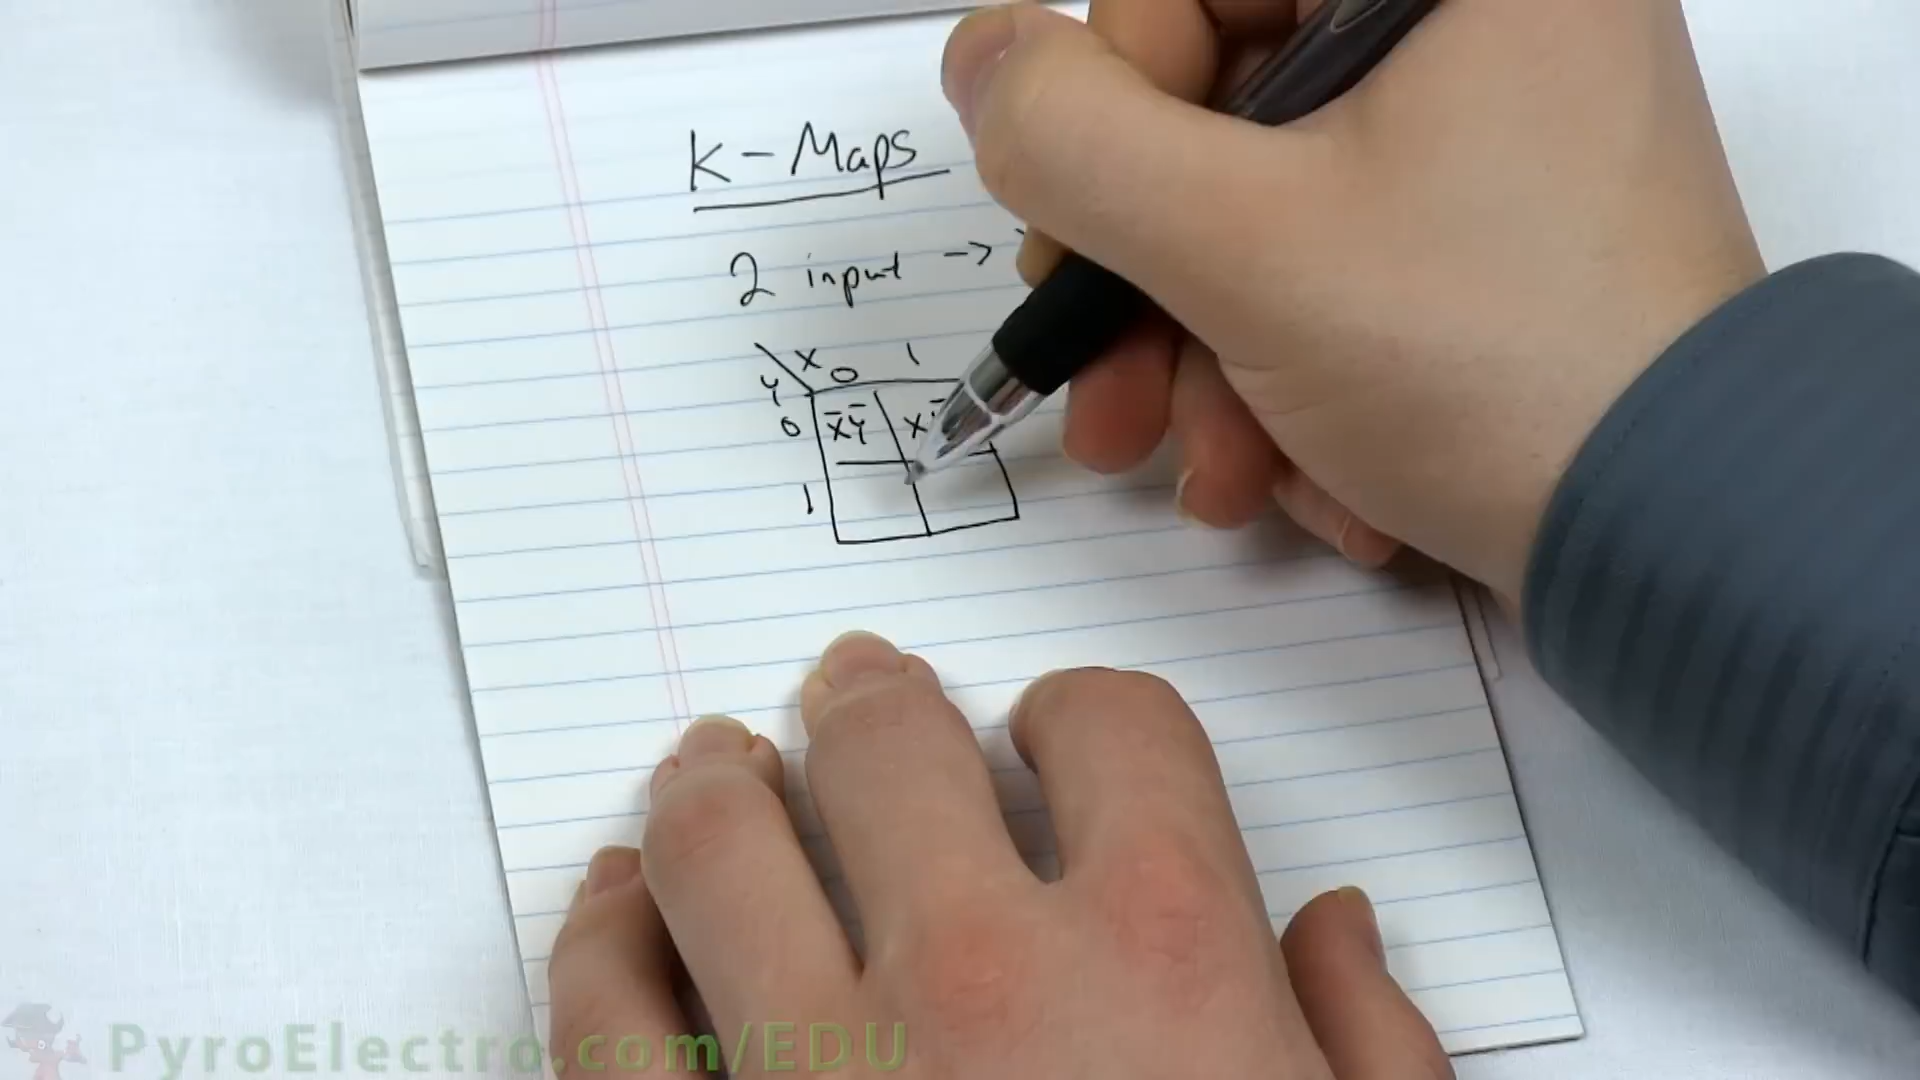 K - Maps
2 input ->
X 0 1
Y
0 X̅Y̅ X
1
PyroElectro.com/EDU